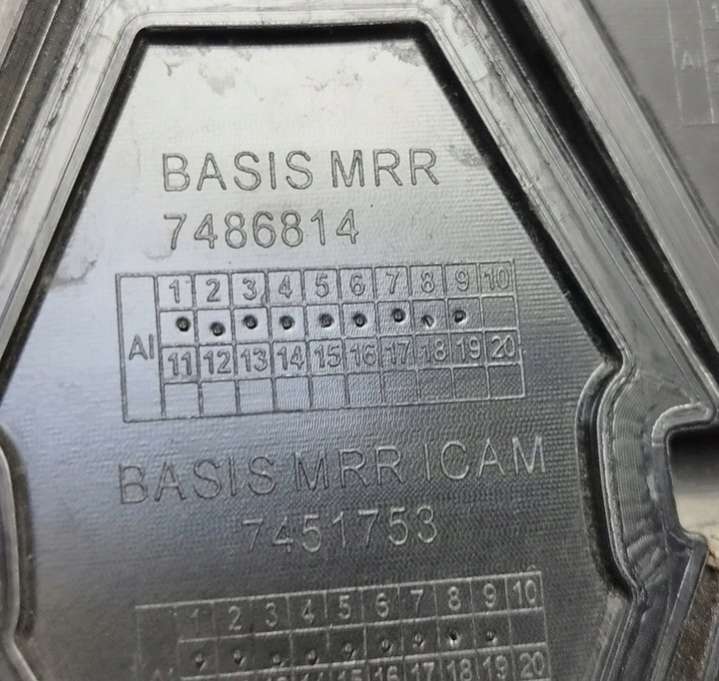 BASIS MRR
7486814
1 2 3 4 5 6 7 8 9 10
AI
11 12 13 14 15 16 17 18 19 20
BASIS MRR ICAM
7451753
1 2 3 4 5 6 7 8 9 10
15 16 17 18 19 20